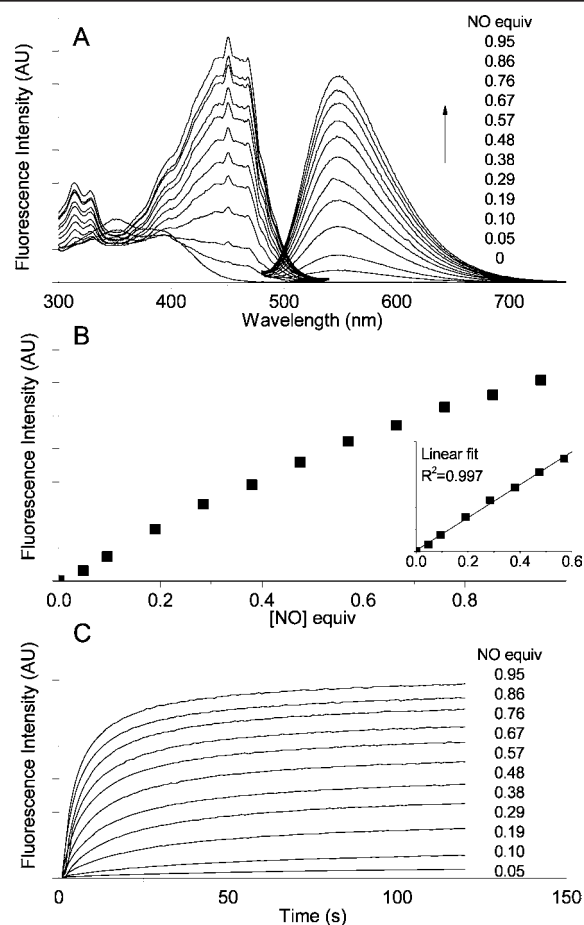 A
Fluorescence Intensity (AU)
NO equiv
0.95
0.86
0.76
0.67
0.57
0.48
0.38
0.29
0.19
0.10
0.05
0
300 400 500 600 700
Wavelength (nm)
B
Fluorescence Intensity (AU)
Linear fit
R²=0.997
0.0 0.2 0.4 0.6
0.0 0.2 0.4 0.6 0.8
[NO] equiv
C
Fluorescence Intensity (AU)
NO equiv
0.95
0.86
0.76
0.67
0.57
0.48
0.38
0.29
0.19
0.10
0.05
0 50 100 150
Time (s)